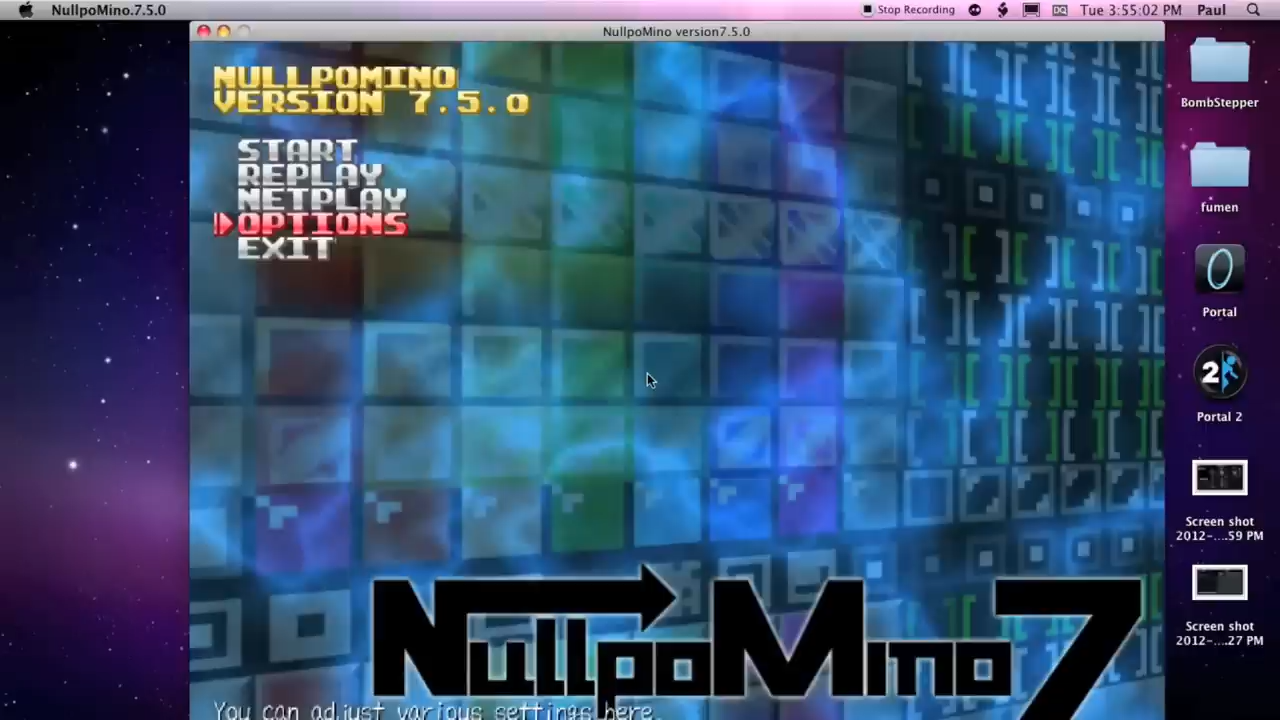 NullpoMino.7.5.0
Stop Recording
Tue 3:55:02 PM
Paul
NullpoMino version7.5.0
NULLPOMINO
VERSION 7.5.0
START
REPLAY
NETPLAY
OPTIONS
EXIT
BombStepper
fumen
Portal
2
Portal 2
Screen shot
2012-....59 PM
Screen shot
2012-....27 PM
NullpoMino 7
You can adjust various settings here.